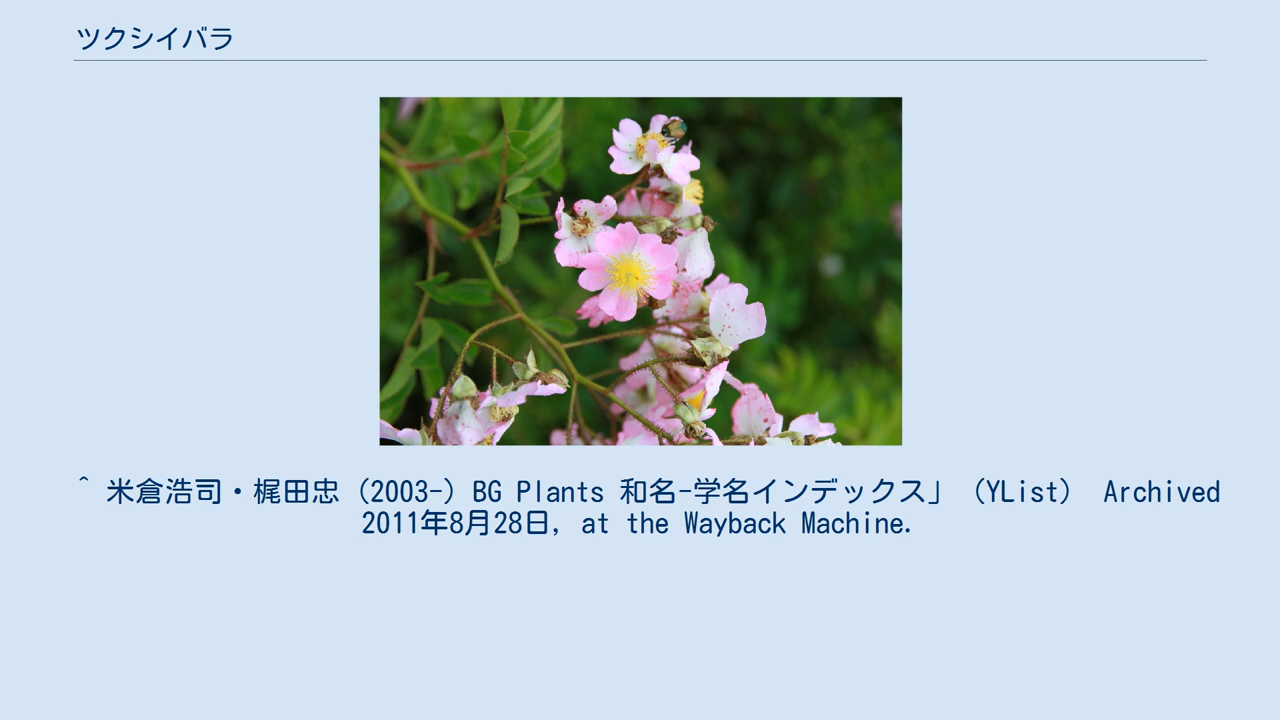 ツクシイバラ
^ 米倉浩司・梶田忠 (2003-) BG Plants 和名−学名インデックス」 (YList) Archived
2011年8月28日, at the Wayback Machine.